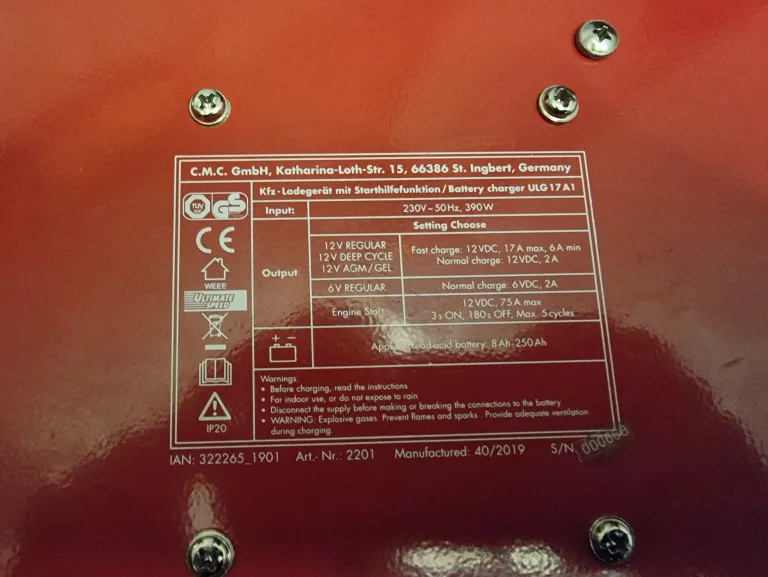 C.M.C. GmbH, Katharina-Loth-Str. 15, 66386 St. Ingbert, Germany
Kfz-Ladegerät mit Starthilfefunktion/Battery charger ULG 17 A1
TÜV
GS
Input: 230V~50Hz, 390W
Setting Choose
CE
Output
12V REGULAR
12V DEEP CYCLE
12V AGM/GEL
Fast charge: 12VDC, 17A max, 6A min
Normal charge: 12VDC, 2A
6V REGULAR
Normal charge: 6VDC, 2A
Engine Start
12VDC, 75A max
3s ON, 180s OFF, Max. 5cycles
WEEE
ULTIMATE
SPEED
+ −
lead-acid battery: 8Ah-250Ah
Warnings:
• Before charging, read the instructions
• For indoor use, or do not expose to rain
• Disconnect the supply before making or breaking the connections to the battery
• WARNING: Explosive gases. Prevent flames and sparks. Provide adequate ventilation
during charging.
IP20
IAN: 322265_1901 Art.-Nr.: 2201 Manufactured: 40/2019 S/N: